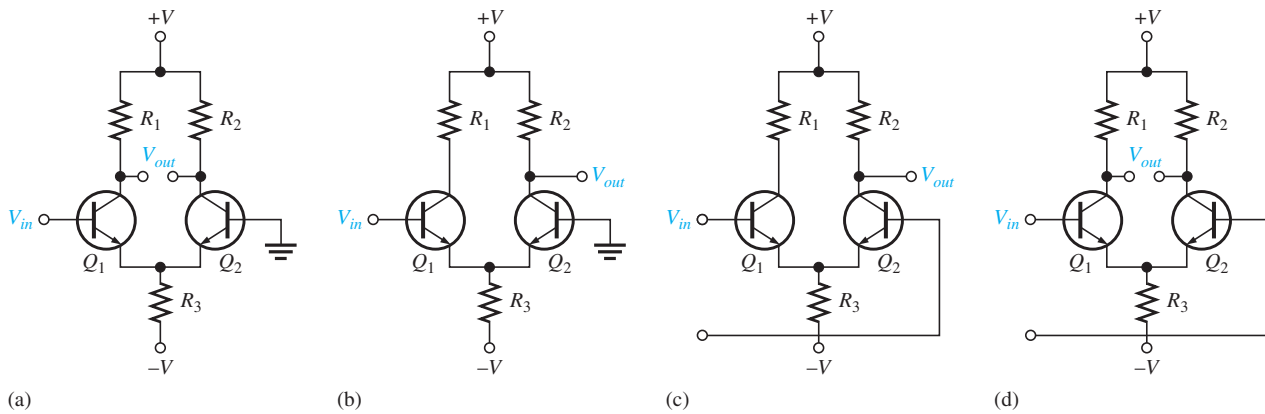 +V
R1
R2
Vout
Vin
Q1
Q2
R3
−V
(a)
+V
R1
R2
Vout
Vin
Q1
Q2
R3
−V
(b)
+V
R1
R2
Vout
Vin
Q1
Q2
R3
−V
(c)
+V
R1
R2
Vout
Vin
Q1
Q2
R3
−V
(d)